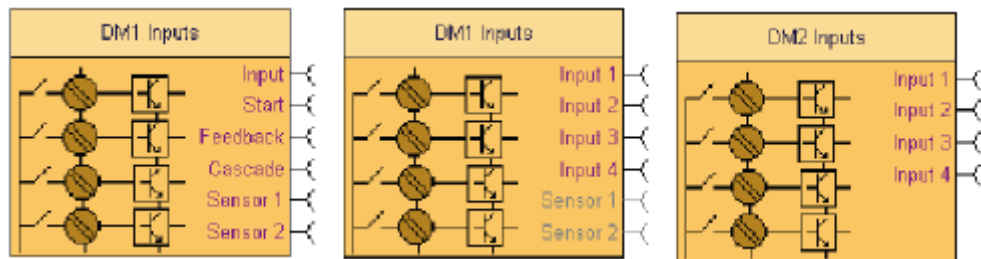 DM1 Inputs
Input
Start
Feedback
Cascade
Sensor 1
Sensor 2
DM1 Inputs
Input 1
Input 2
Input 3
Input 4
Sensor 1
Sensor 2
DM2 Inputs
Input 1
Input 2
Input 3
Input 4